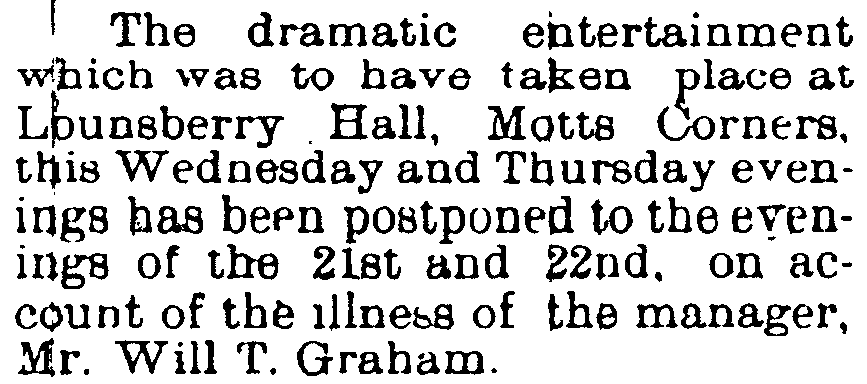 The dramatic entertainment
which was to have taken place at
Lounsberry Hall, Motts Corners,
this Wednesday and Thursday even-
ings has been postponed to the even-
ings of the 21st and 22nd, on ac-
count of the illness of the manager,
Mr. Will T. Graham.